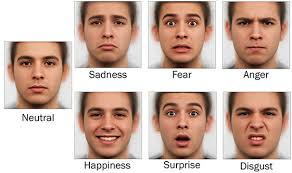 Sadness
Fear
Anger
Neutral
Happiness
Surprise
Disgust